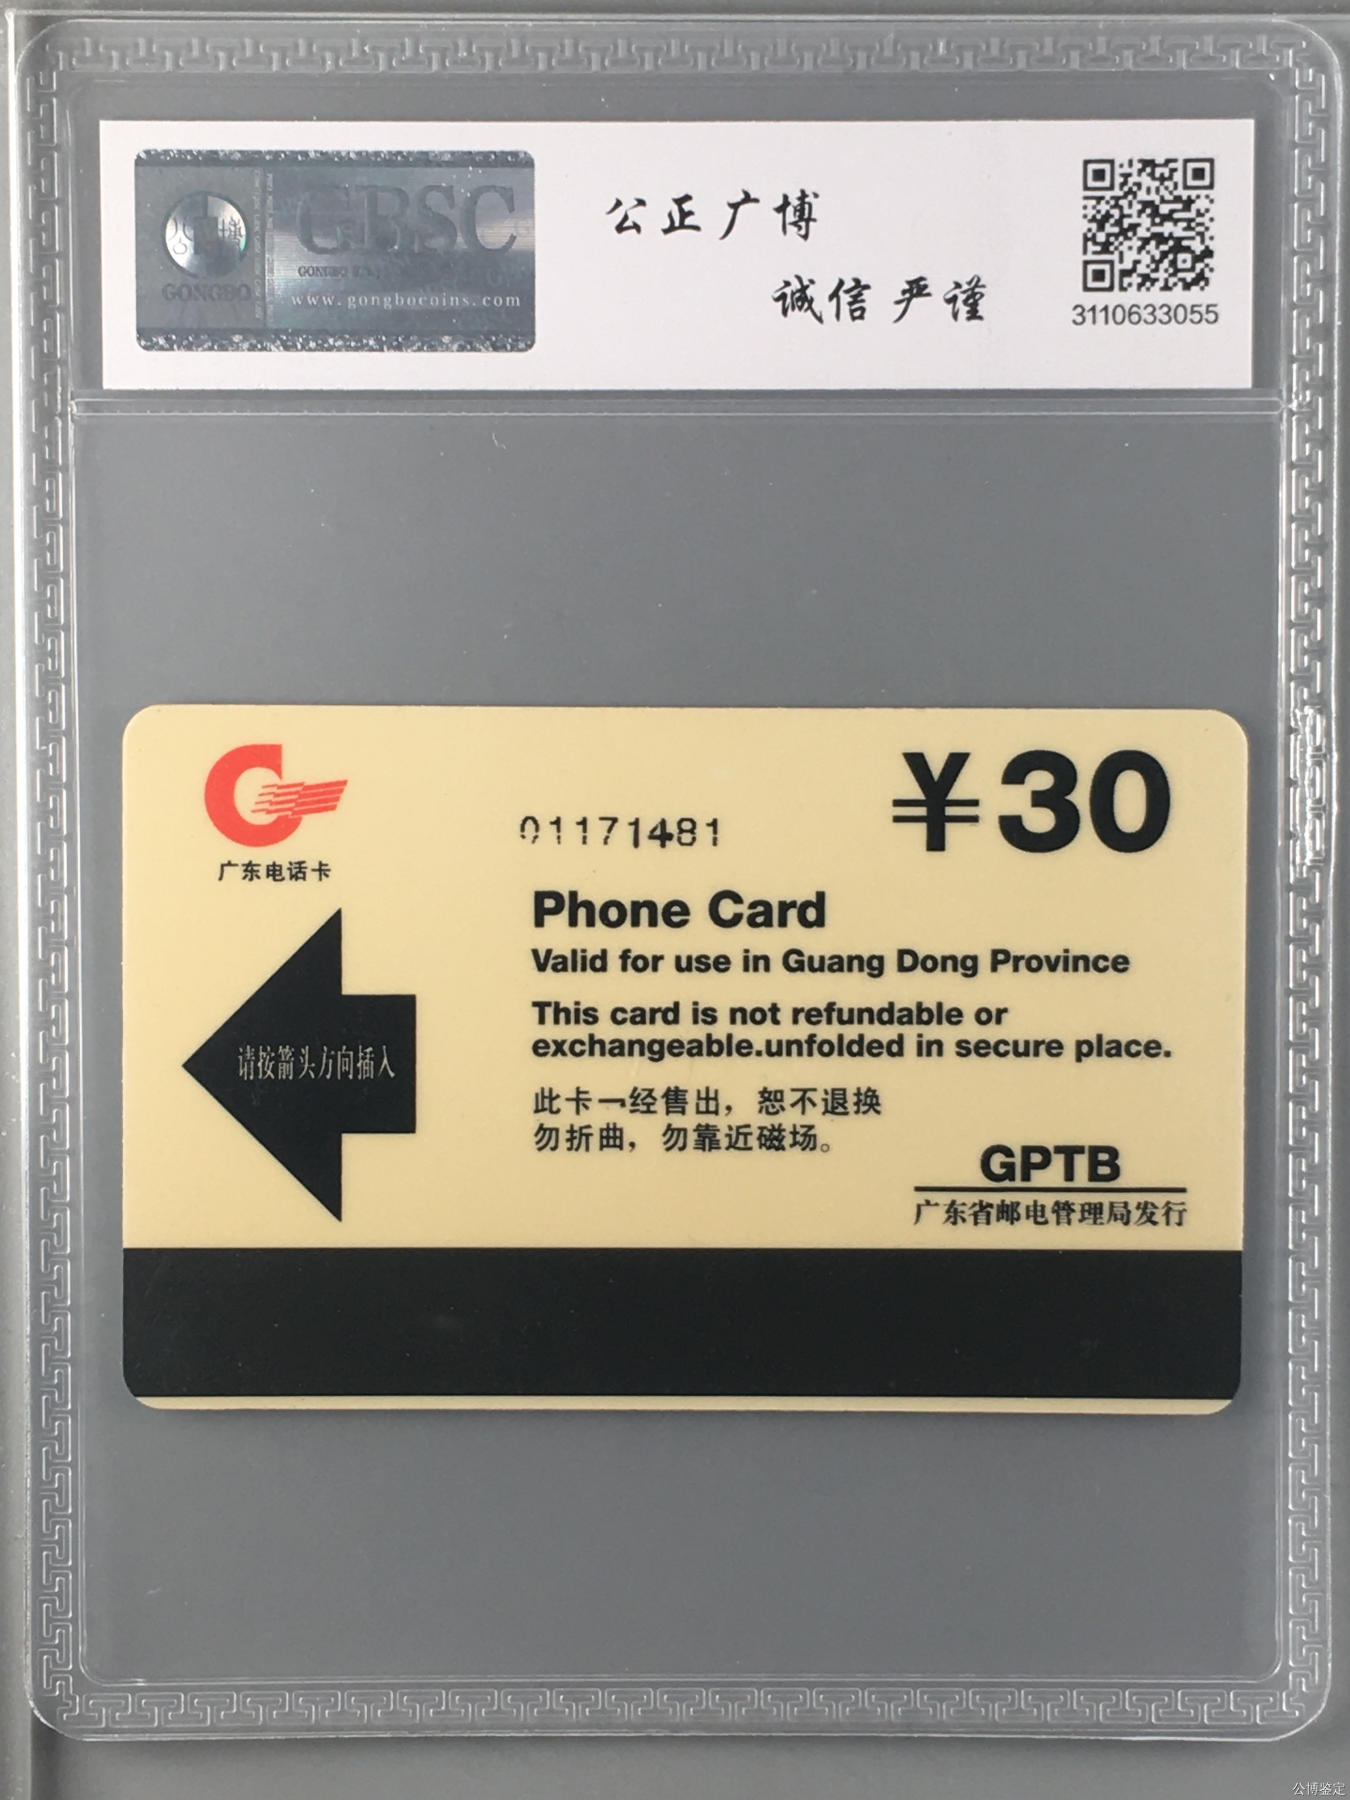 GBSC
GONGBO
www.gongbocoins.com
公正广博
诚信严谨
3110633055
广东电话卡
01171481
¥30
Phone Card
Valid for use in Guang Dong Province
This card is not refundable or
exchangeable.unfolded in secure place.
请按箭头方向插入
此卡一经售出，恕不退换
勿折曲，勿靠近磁场。
GPTB
广东省邮电管理局发行
公博鉴定